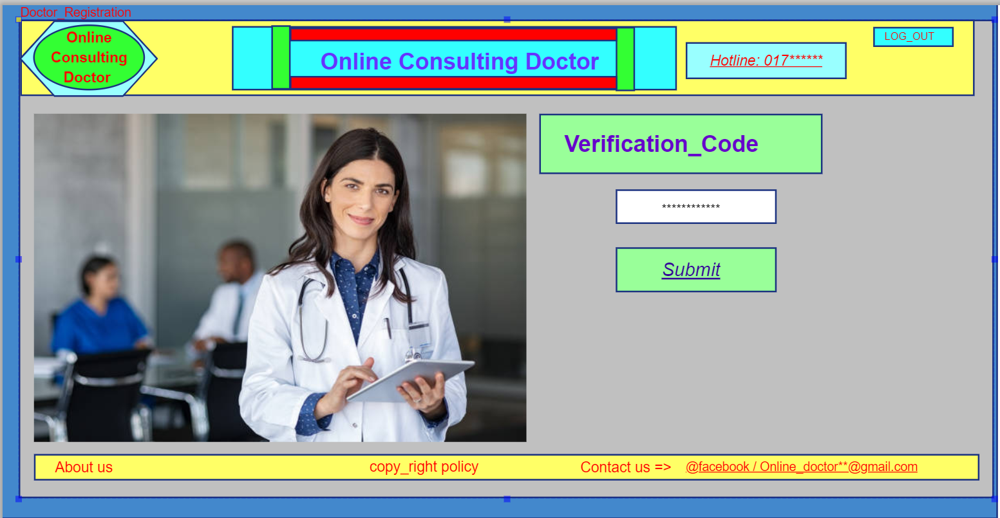 Doctor_Registration
Online
Consulting
Doctor
Online Consulting Doctor
Hotline: 017******
LOG_OUT
Verification_Code
************
Submit
About us
copy_right policy
Contact us =>
@facebook / Online_doctor**@gmail.com